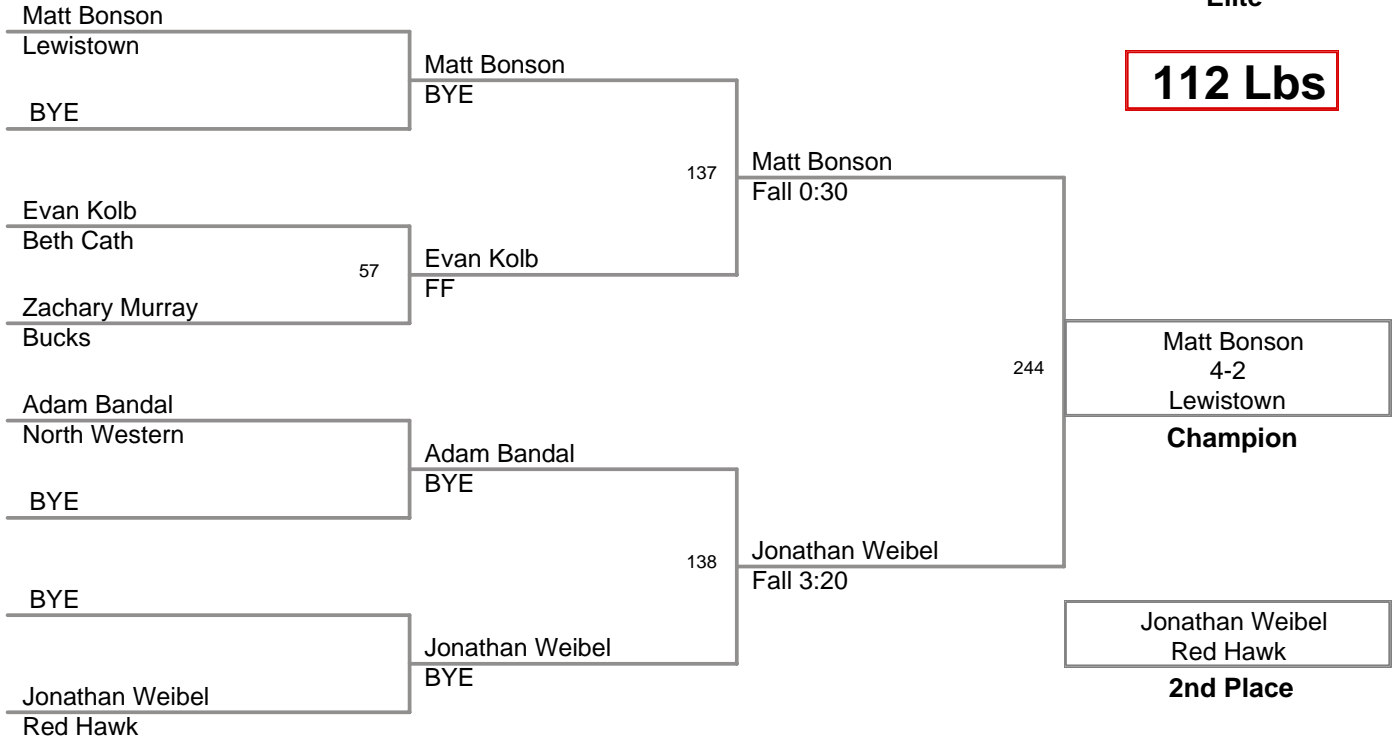 Elite
112 Lbs
Matt Bonson
Lewistown
BYE
Evan Kolb
Beth Cath
57
Zachary Murray
Bucks
Adam Bandal
North Western
BYE
BYE
Jonathan Weibel
Red Hawk
Matt Bonson
BYE
137
Evan Kolb
FF
Adam Bandal
BYE
138
Jonathan Weibel
BYE
Matt Bonson
Fall 0:30
244
Jonathan Weibel
Fall 3:20
Matt Bonson
4-2
Lewistown
Champion
Jonathan Weibel
Red Hawk
2nd Place